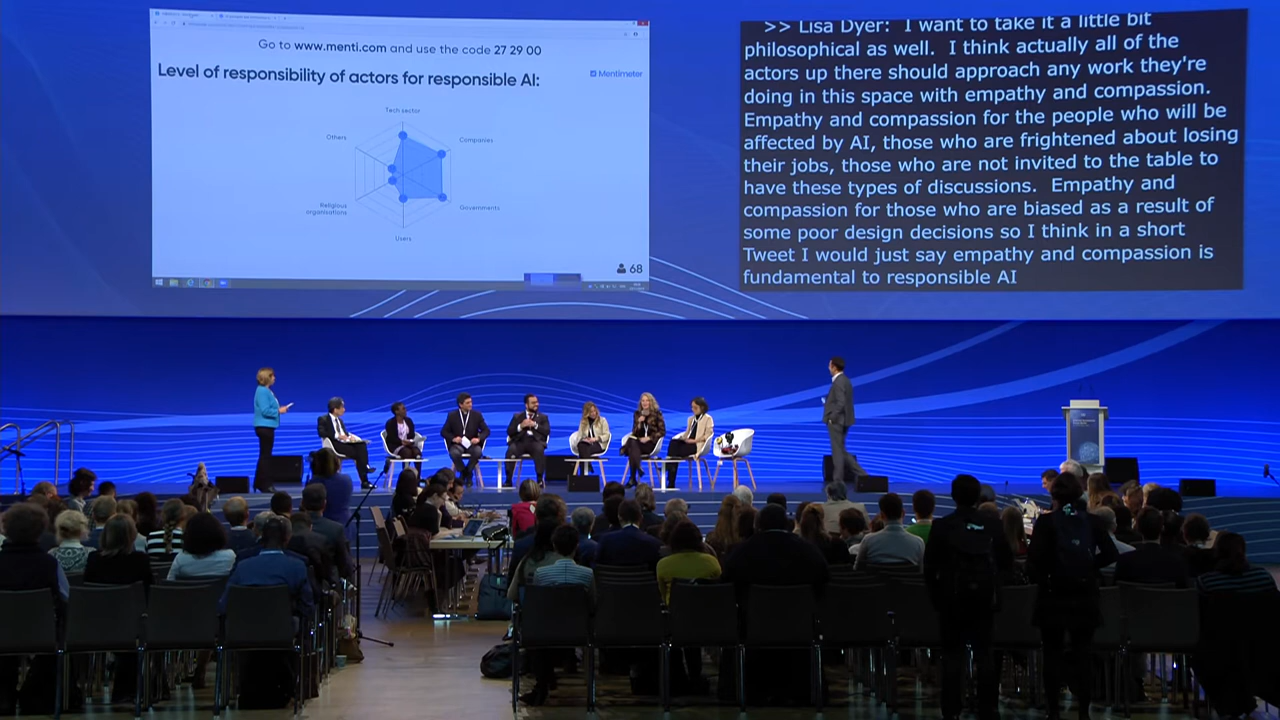 Go to www.menti.com and use the code 27 29 00
Level of responsibility of actors for responsible AI:
Mentimeter
Tech sector
Others
Companies
Religious
organisations
Governments
Users
68
>> Lisa Dyer: I want to take it a little bit
philosophical as well. I think actually all of the
actors up there should approach any work they're
doing in this space with empathy and compassion.
Empathy and compassion for the people who will be
affected by AI, those who are frightened about losing
their jobs, those who are not invited to the table to
have these types of discussions. Empathy and
compassion for those who are biased as a result of
some poor design decisions so I think in a short
Tweet I would just say empathy and compassion is
fundamental to responsible AI